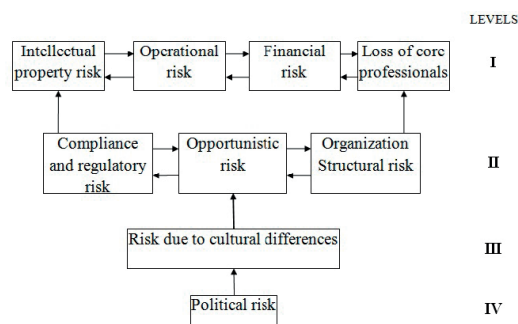 LEVELS
Intellectual
property risk
Operational
risk
Financial
risk
Loss of core
professionals
I
Compliance
and regulatory
risk
Opportunistic
risk
Organization
Structural risk
II
Risk due to cultural differences
III
Political risk
IV